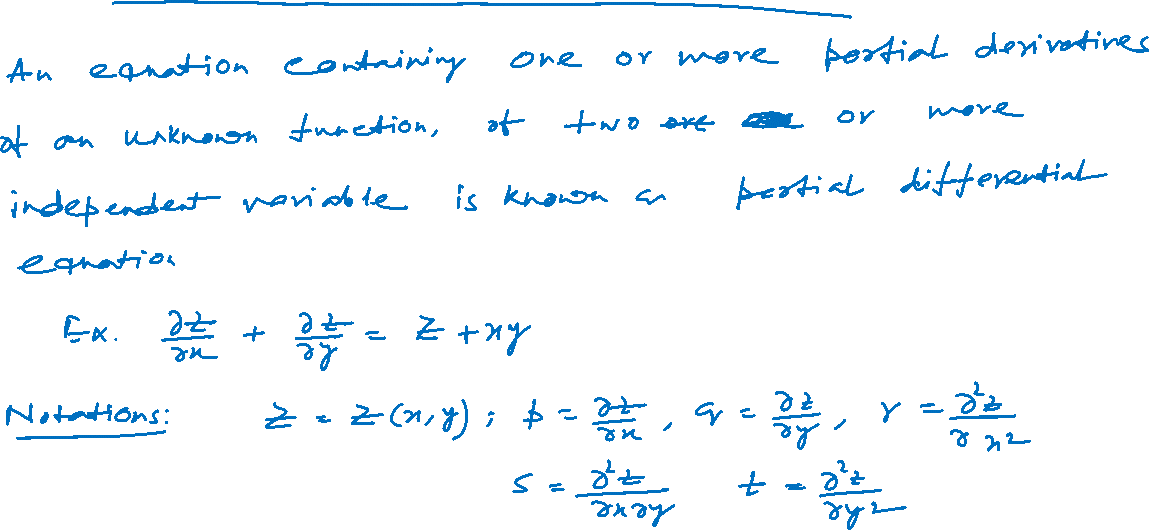 An equation containing one or more partial derivatives
of an unknown function, of two or more
independent variable is known as partial differential
equation
Ex. ∂z/∂x + ∂z/∂y = z + xy
Notations: z = z(x,y); p = ∂z/∂x, q = ∂z/∂y, r = ∂²z/∂x²
s = ∂²z/∂x∂y t = ∂²z/∂y²